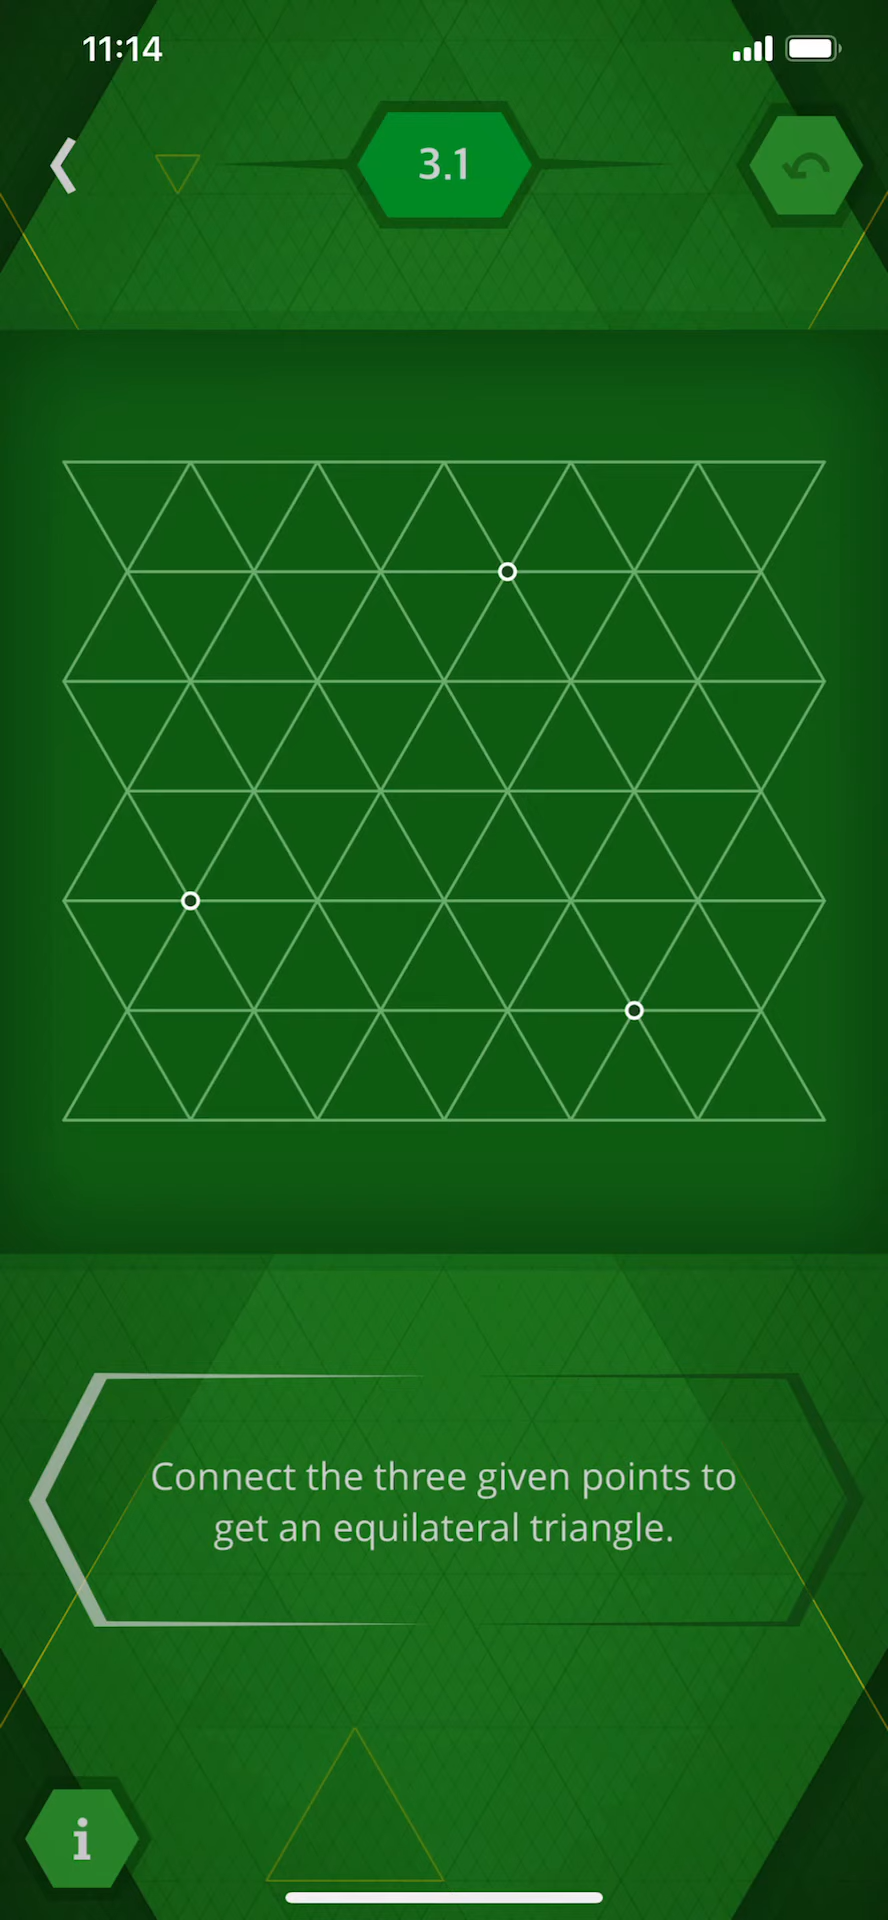 11:14
3.1
Connect the three given points to
get an equilateral triangle.
i